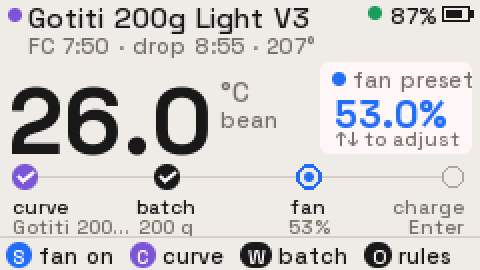 Gotiti 200g Light V3
87%
FC 7:50 · drop 8:55 · 207°
26.0 °C bean
fan preset
53.0%
↑↓ to adjust
curve batch fan charge
Gotiti 200... 200 g 53% Enter
S fan on C curve W batch O rules